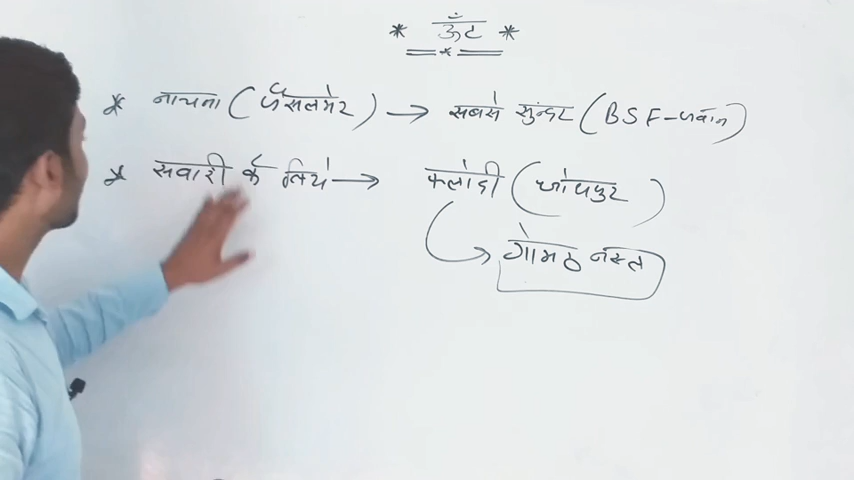 * ऊँट *
* नाचना (जैसलमेर) → सबसे सुंन्दर (BSF-जवान)
* सवारी के लिये → फलोदी (जोधपुर)
गोमठ नस्ल